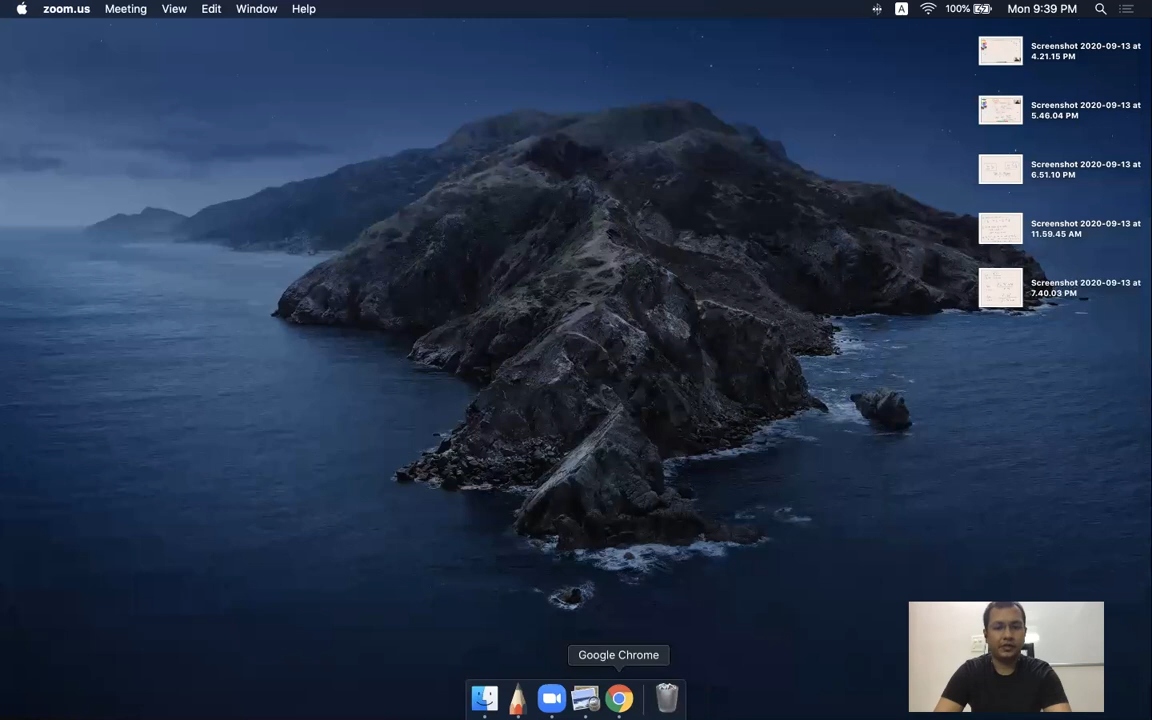 zoom.us Meeting View Edit Window Help A 100% Mon 9:39 PM
Screenshot 2020-09-13 at
4.21.15 PM
Screenshot 2020-09-13 at
5.46.04 PM
Screenshot 2020-09-13 at
6.51.10 PM
Screenshot 2020-09-13 at
11.59.45 AM
Screenshot 2020-09-13 at
7.40.03 PM
Google Chrome